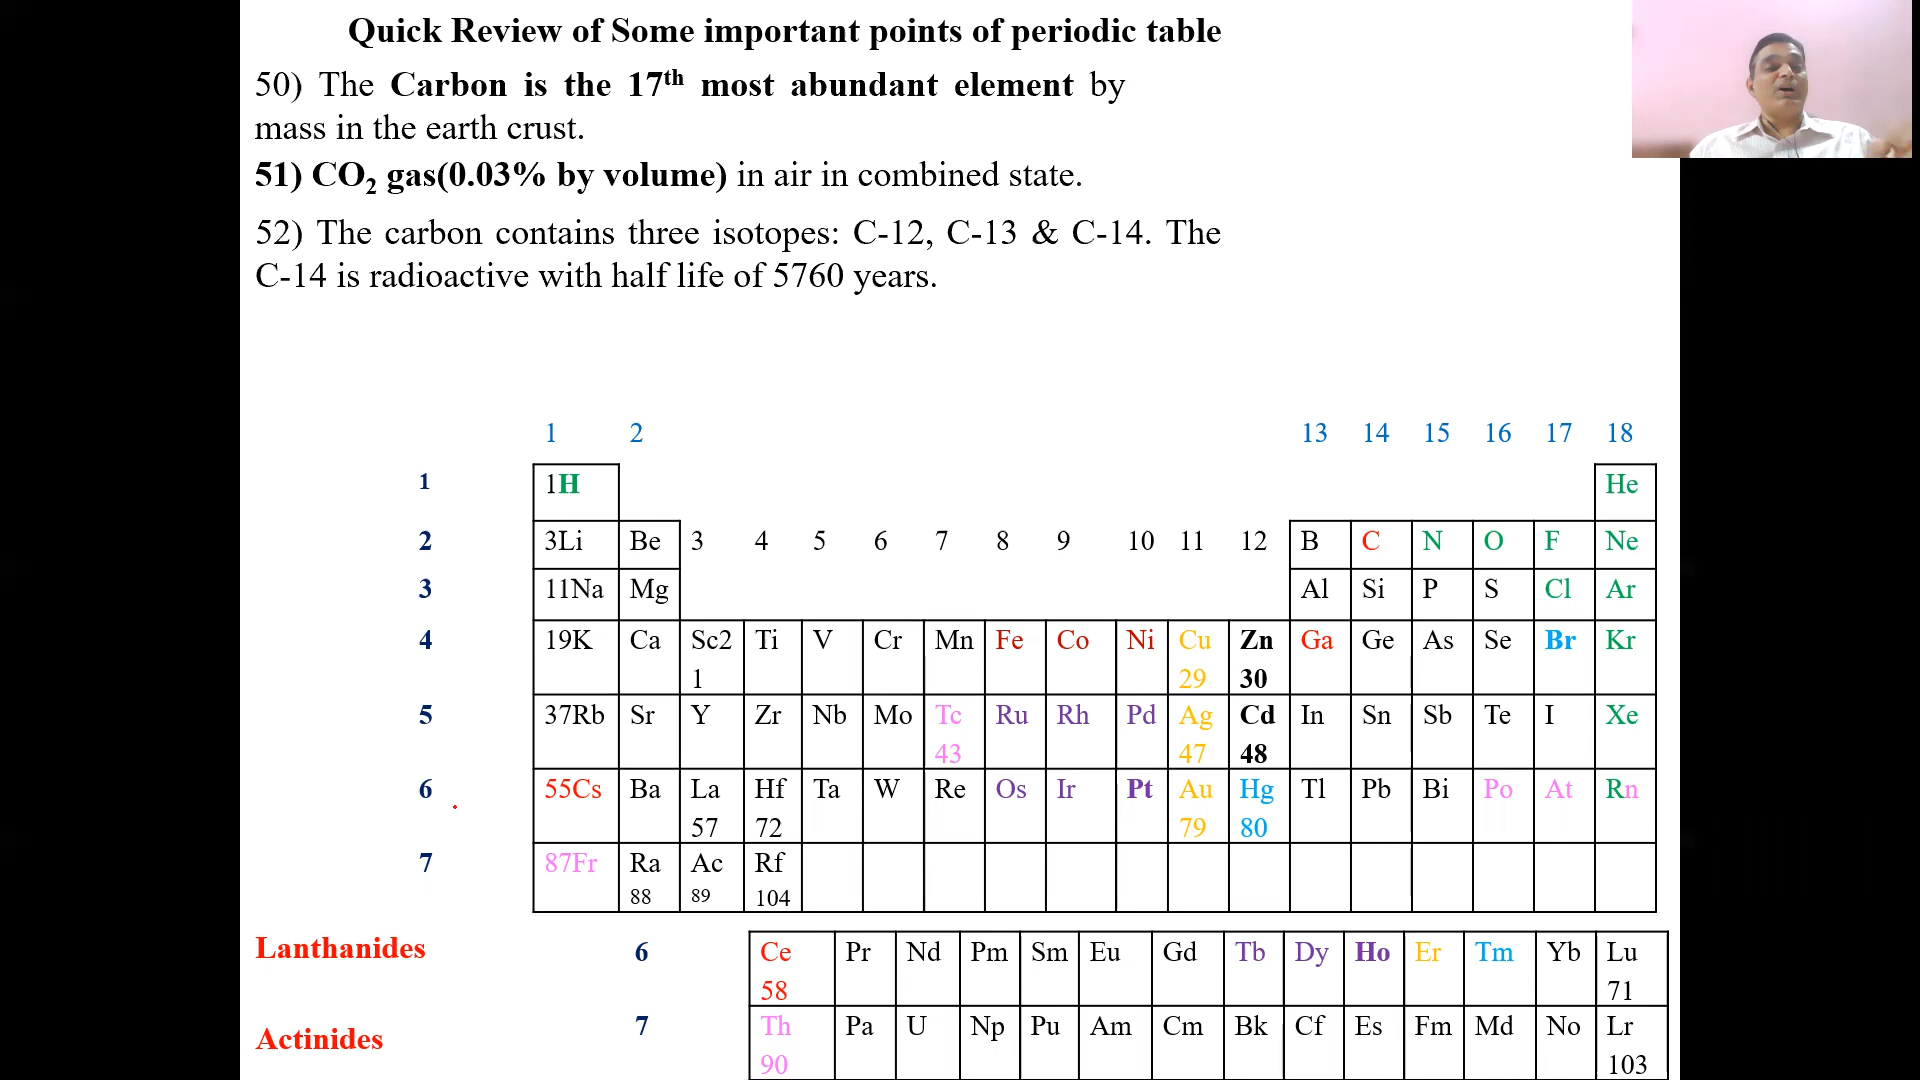 Quick Review of Some important points of periodic table
50) The Carbon is the 17th most abundant element by
mass in the earth crust.
51) CO2 gas(0.03% by volume) in air in combined state.
52) The carbon contains three isotopes: C-12, C-13 & C-14. The
C-14 is radioactive with half life of 5760 years.
1 2 13 14 15 16 17 18
1 1H He
2 3Li Be 3 4 5 6 7 8 9 10 11 12 B C N O F Ne
3 11Na Mg Al Si P S Cl Ar
4 19K Ca Sc2 Ti V Cr Mn Fe Co Ni Cu Zn Ga Ge As Se Br Kr
1 29 30
5 37Rb Sr Y Zr Nb Mo Tc Ru Rh Pd Ag Cd In Sn Sb Te I Xe
43 47 48
6 55Cs Ba La Hf Ta W Re Os Ir Pt Au Hg Tl Pb Bi Po At Rn
57 72 79 80
7 87Fr Ra Ac Rf
88 89 104
Lanthanides 6 Ce Pr Nd Pm Sm Eu Gd Tb Dy Ho Er Tm Yb Lu
58 71
Actinides 7 Th Pa U Np Pu Am Cm Bk Cf Es Fm Md No Lr
90 103